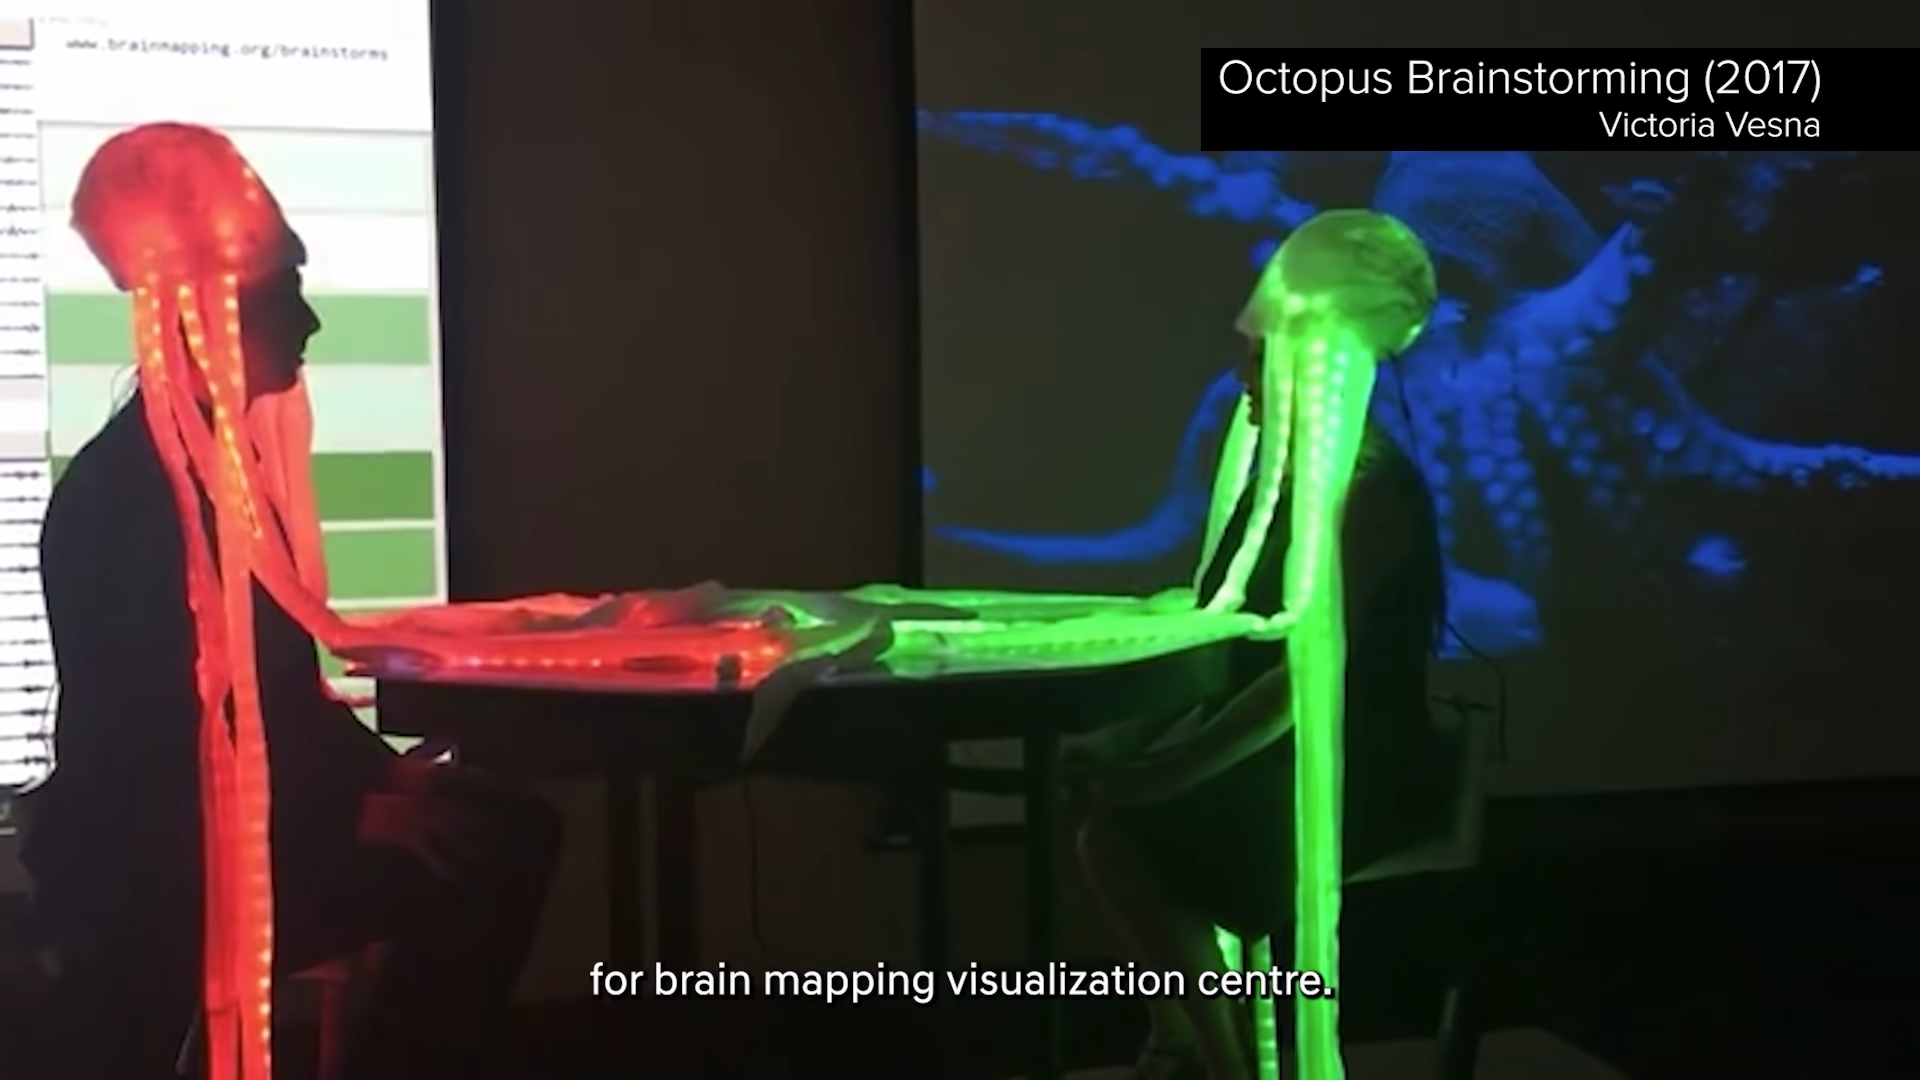 www.brainmapping.org/brainstorms
Octopus Brainstorming (2017)
Victoria Vesna
for brain mapping visualization centre.